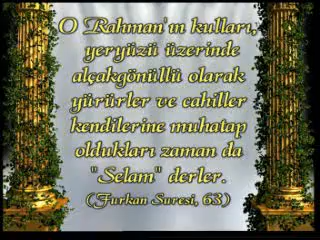 O Rahman'ın kulları,
yeryüzü üzerinde
alçakgönüllü olarak
yürürler ve cahiller
kendilerine muhatap
oldukları zaman da
"Selam" derler.
(Furkan Suresi, 63)